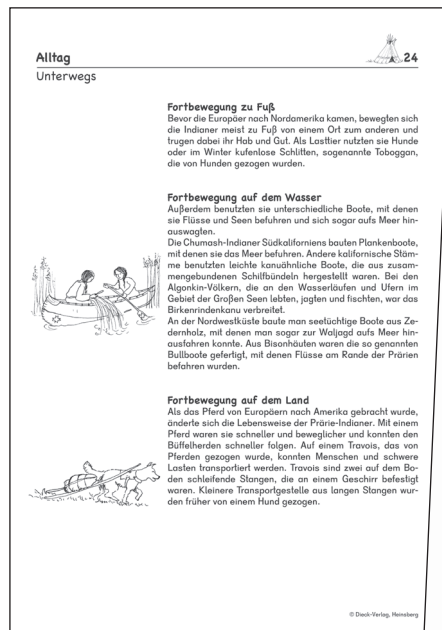 Alltag
24
Unterwegs
Fortbewegung zu Fuß
Bevor die Europäer nach Nordamerika kamen, bewegten sich
die Indianer meist zu Fuß von einem Ort zum anderen und
trugen dabei ihr Hab und Gut. Als Lasttier nutzten sie Hunde
oder im Winter kufenlose Schlitten, sogenannte Toboggan,
die von Hunden gezogen wurden.
Fortbewegung auf dem Wasser
Außerdem benutzten sie unterschiedliche Boote, mit denen
sie Flüsse und Seen befuhren und sich sogar aufs Meer hin-
auswagten.
Die Chumash-Indianer Südkaliforniens bauten Plankenboote,
mit denen sie das Meer befuhren. Andere kalifornische Stäm-
me benutzten leichte kanuähnliche Boote, die aus zusam-
mengebundenen Schilfbündeln hergestellt waren. Bei den
Algonkin-Völkern, die an den Wasserläufen und Ufern im
Gebiet der Großen Seen lebten, jagten und fischten, war das
Birkenrindenkanu verbreitet.
An der Nordwestküste baute man seetüchtige Boote aus Ze-
dernholz, mit denen man sogar zur Waljagd aufs Meer hin-
ausfahren konnte. Aus Bisonhäuten waren die so genannten
Bullboote gefertigt, mit denen Flüsse am Rande der Prärien
befahren wurden.
Fortbewegung auf dem Land
Als das Pferd von Europäern nach Amerika gebracht wurde,
änderte sich die Lebensweise der Prärie-Indianer. Mit einem
Pferd waren sie schneller und beweglicher und konnten den
Büffelherden schneller folgen. Auf einem Travois, das von
Pferden gezogen wurde, konnten Menschen und schwere
Lasten transportiert werden. Travois sind zwei auf dem Bo-
den schleifende Stangen, die an einem Geschirr befestigt
waren. Kleinere Transportgestelle aus langen Stangen wur-
den früher von einem Hund gezogen.
© Dieck-Verlag, Heinsberg